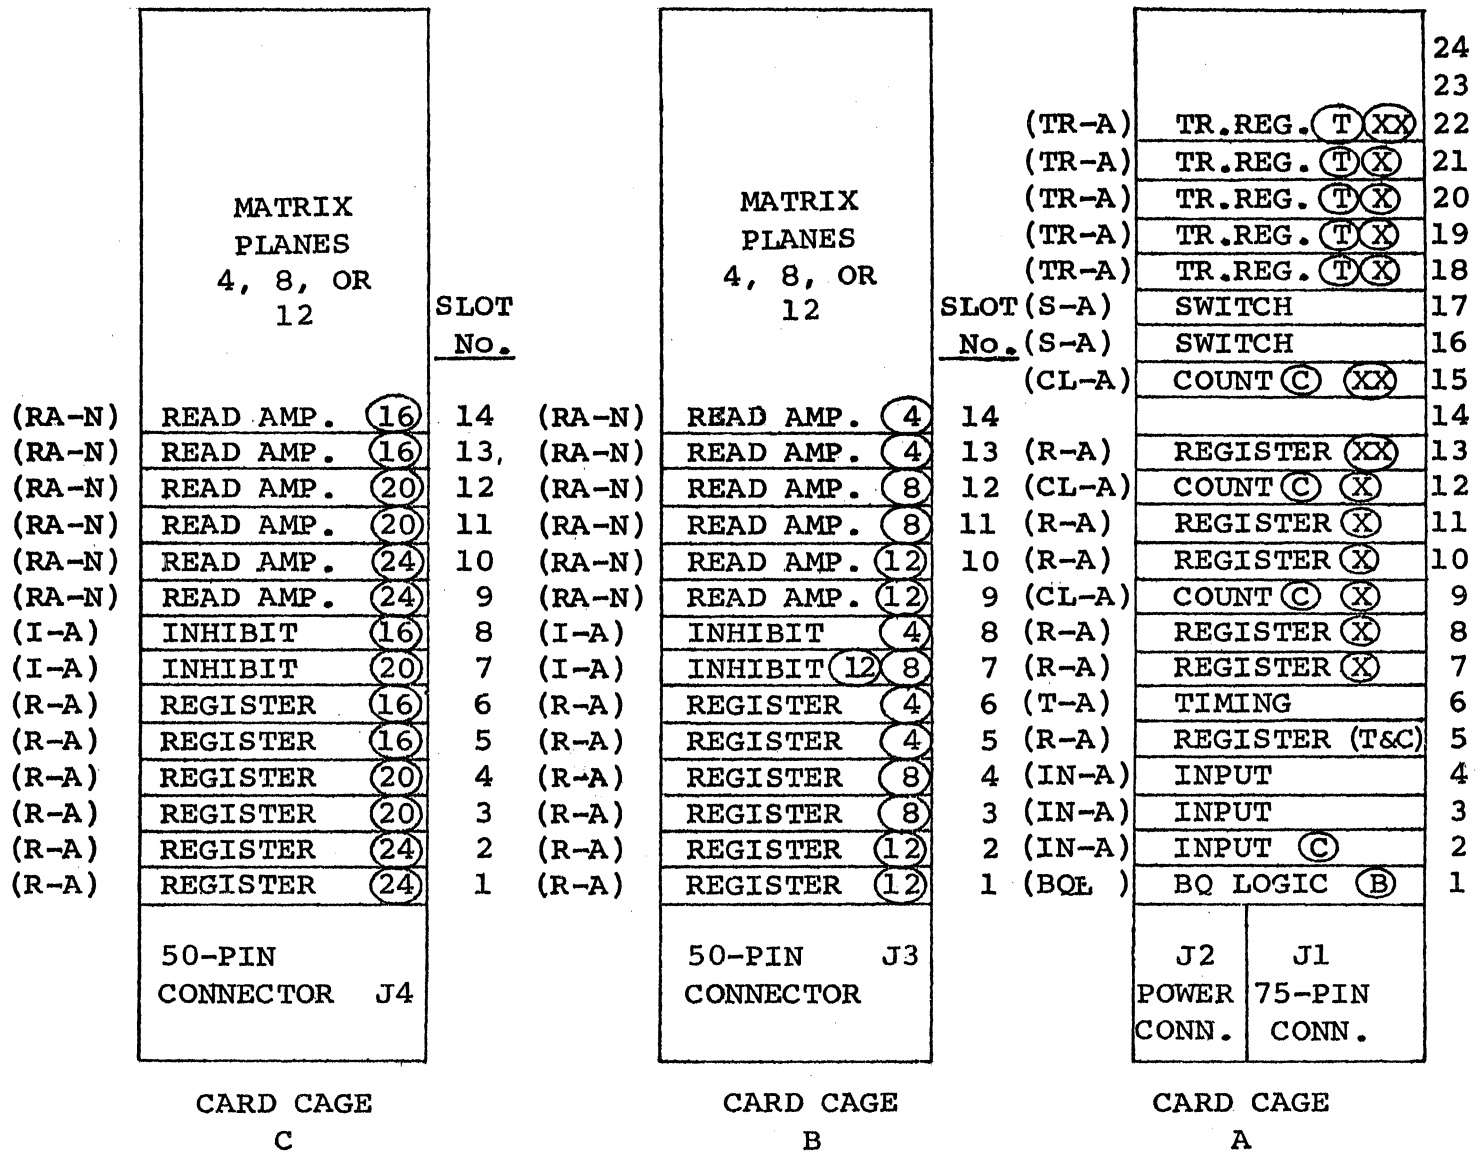 24
23
(TR-A) TR.REG. T XX 22
(TR-A) TR.REG. T X 21
MATRIX MATRIX (TR-A) TR.REG. T X 20
PLANES PLANES (TR-A) TR.REG. T X 19
4, 8, OR 4, 8, OR (TR-A) TR.REG. T X 18
12 SLOT 12 SLOT (S-A) SWITCH 17
No. No. (S-A) SWITCH 16
(CL-A) COUNT C XX 15
(RA-N) READ AMP. 16 14 (RA-N) READ AMP. 4 14 14
(RA-N) READ AMP. 16 13, (RA-N) READ AMP. 4 13 (R-A) REGISTER XX 13
(RA-N) READ AMP. 20 12 (RA-N) READ AMP. 8 12 (CL-A) COUNT C X 12
(RA-N) READ AMP. 20 11 (RA-N) READ AMP. 8 11 (R-A) REGISTER X 11
(RA-N) READ AMP. 24 10 (RA-N) READ AMP. 12 10 (R-A) REGISTER X 10
(RA-N) READ AMP. 24 9 (RA-N) READ AMP. 12 9 (CL-A) COUNT C X 9
(I-A) INHIBIT 16 8 (I-A) INHIBIT 4 8 (R-A) REGISTER X 8
(I-A) INHIBIT 20 7 (I-A) INHIBIT 12 8 7 (R-A) REGISTER X 7
(R-A) REGISTER 16 6 (R-A) REGISTER 4 6 (T-A) TIMING 6
(R-A) REGISTER 16 5 (R-A) REGISTER 4 5 (R-A) REGISTER (T&C) 5
(R-A) REGISTER 20 4 (R-A) REGISTER 8 4 (IN-A) INPUT 4
(R-A) REGISTER 20 3 (R-A) REGISTER 8 3 (IN-A) INPUT 3
(R-A) REGISTER 24 2 (R-A) REGISTER 12 2 (IN-A) INPUT C 2
(R-A) REGISTER 24 1 (R-A) REGISTER 12 1 (BQL ) BQ LOGIC B 1
50-PIN 50-PIN J3 J2 J1
CONNECTOR J4 CONNECTOR POWER 75-PIN
CONN. CONN.
CARD CAGE CARD CAGE CARD CAGE
C B A